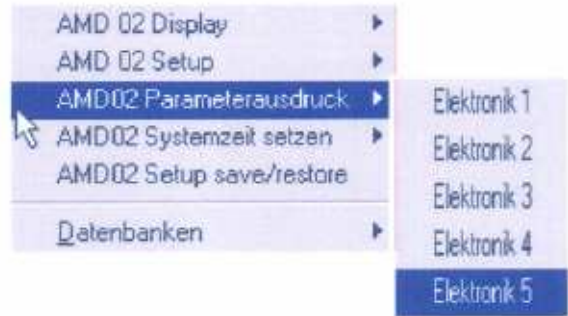 AMD 02 Display
AMD 02 Setup
AMD02 Parameterausdruck
AMD02 Systemzeit setzen
AMD02 Setup save/restore
Datenbanken
Elektronik 1
Elektronik 2
Elektronik 3
Elektronik 4
Elektronik 5